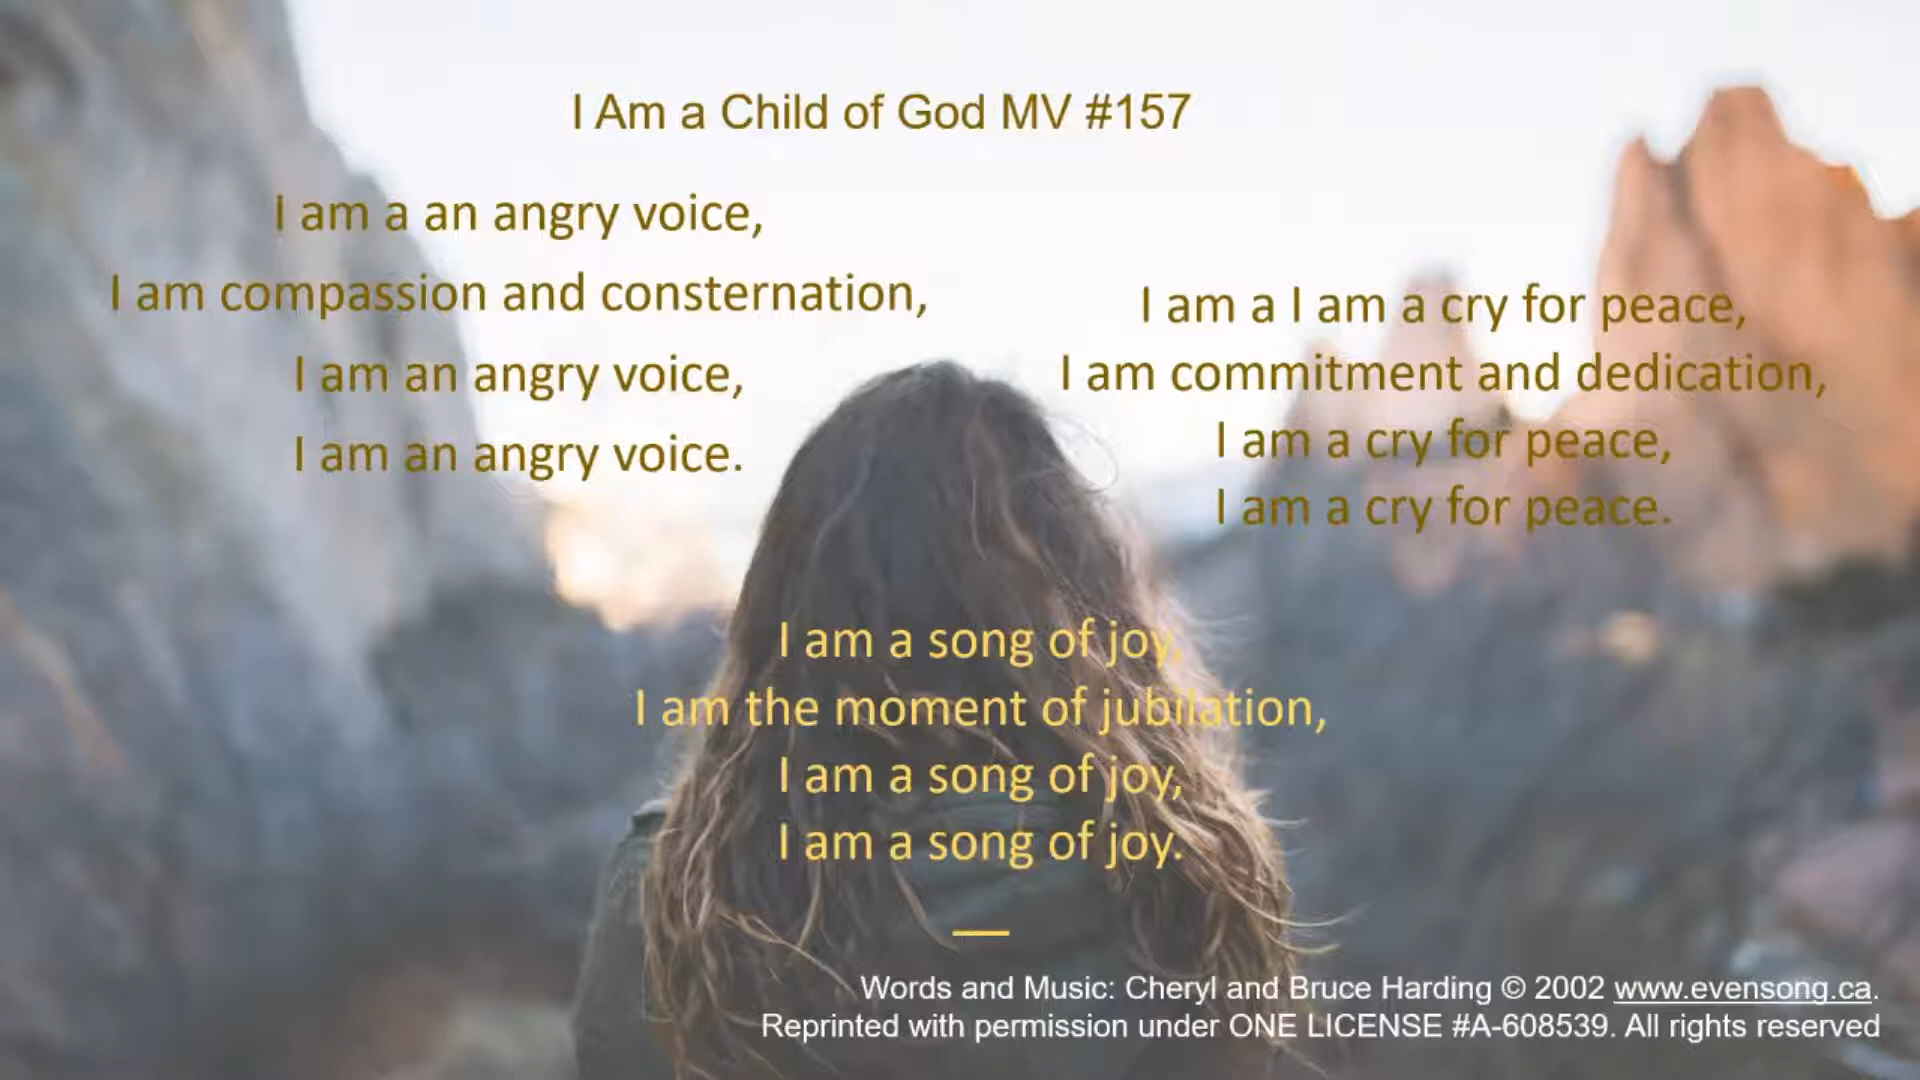 I Am a Child of God MV #157
I am a an angry voice,
I am compassion and consternation,
I am an angry voice,
I am an angry voice.
I am a I am a cry for peace,
I am commitment and dedication,
I am a cry for peace,
I am a cry for peace.
I am a song of joy,
I am the moment of jubilation,
I am a song of joy,
I am a song of joy.
Words and Music: Cheryl and Bruce Harding © 2002 www.evensong.ca.
Reprinted with permission under ONE LICENSE #A-608539. All rights reserved